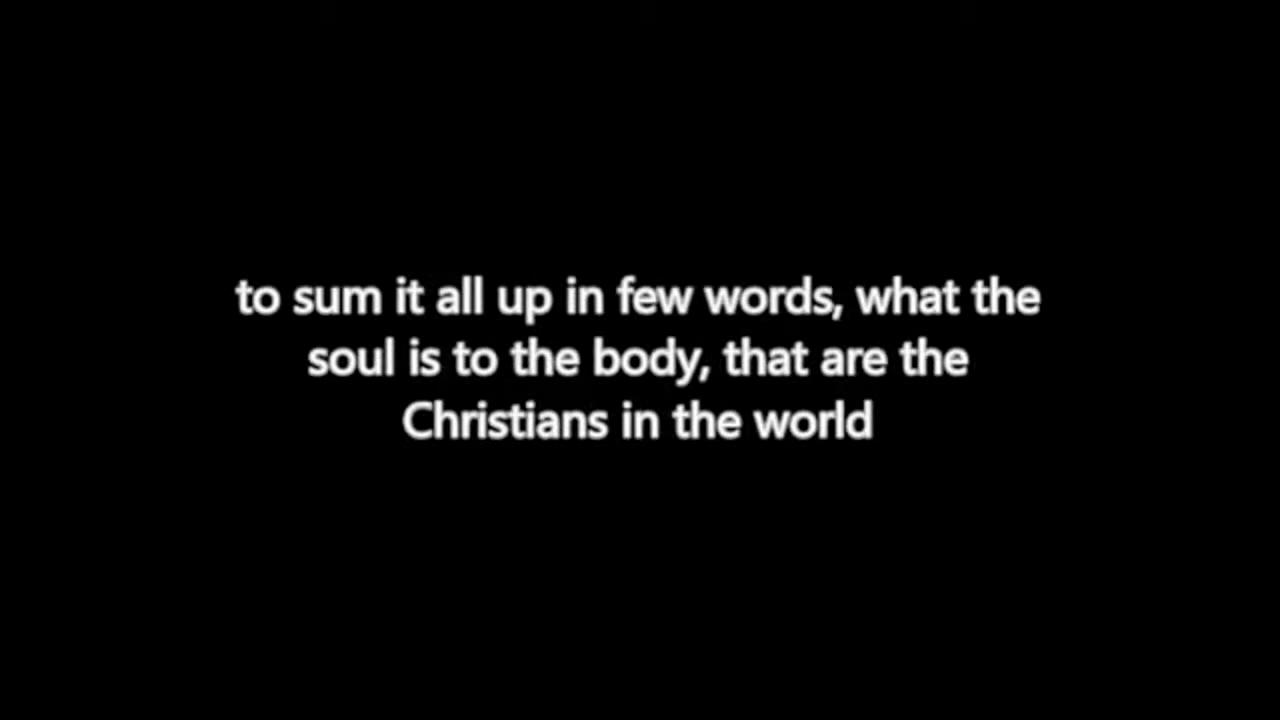 to sum it all up in few words, what the
soul is to the body, that are the
Christians in the world